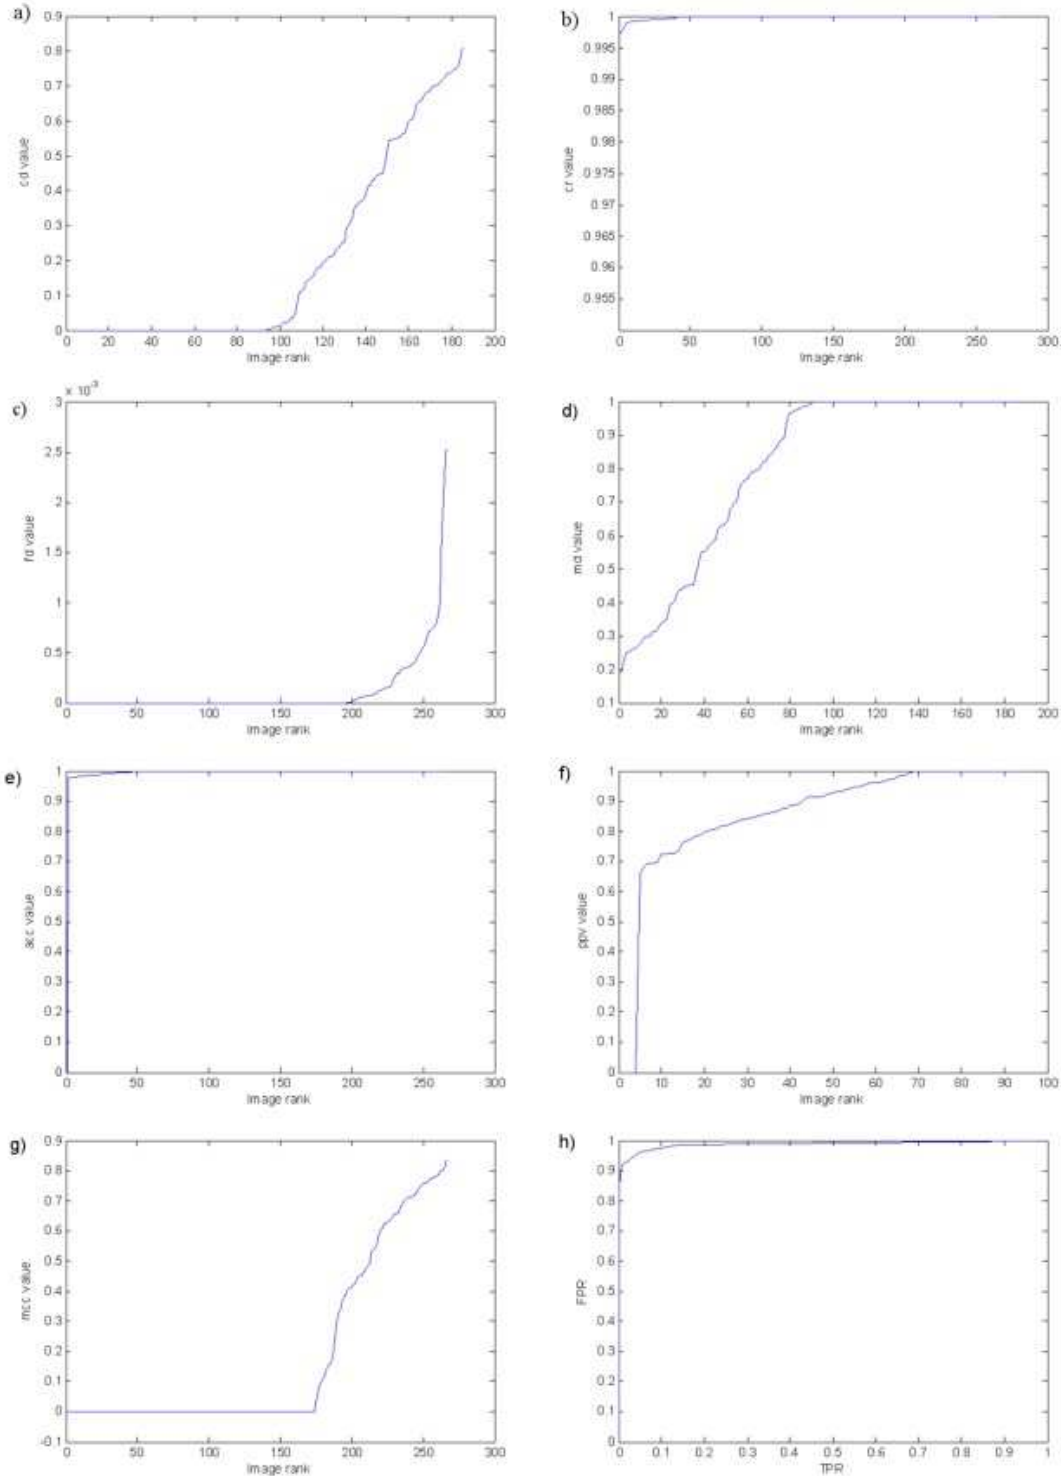 a)
0.9
0.8
0.7
0.6
0.5
0.4
0.3
0.2
0.1
0
cd value
0 20 40 60 80 100 120 140 160 180 200
Image rank
b)
1
0.995
0.99
0.985
0.98
0.975
0.97
0.965
0.96
0.955
cr value
0 50 100 150 200 250 300
Image rank
c)
× 10⁻³
3
2.5
2
1.5
1
0.5
0
fd value
0 50 100 150 200 250 300
Image rank
d)
1
0.9
0.8
0.7
0.6
0.5
0.4
0.3
0.2
0.1
md value
0 20 40 60 80 100 120 140 160 180 200
Image rank
e)
1
0.9
0.8
0.7
0.6
0.5
0.4
0.3
0.2
0.1
0
acc value
0 50 100 150 200 250 300
Image rank
f)
1
0.9
0.8
0.7
0.6
0.5
0.4
0.3
0.2
0.1
0
ppv value
0 10 20 30 40 50 60 70 80 90 100
Image rank
g)
0.9
0.8
0.7
0.6
0.5
0.4
0.3
0.2
0.1
0
-0.1
mcc value
0 50 100 150 200 250 300
Image rank
h)
1
0.9
0.8
0.7
0.6
0.5
0.4
0.3
0.2
0.1
0
FPR
0 0.1 0.2 0.3 0.4 0.5 0.6 0.7 0.8 0.9 1
TPR